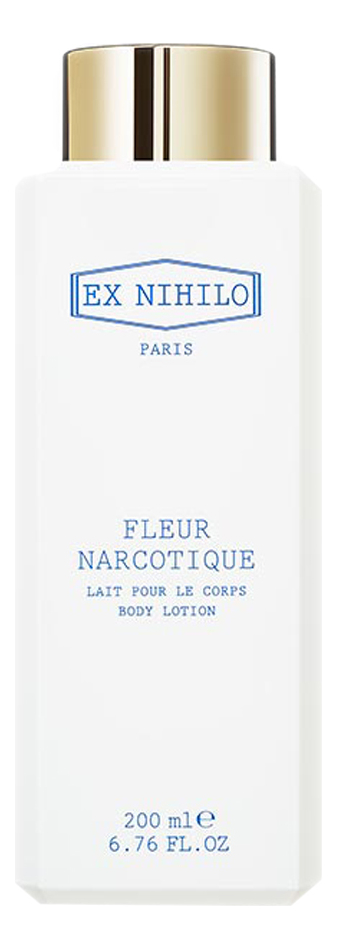 EX NIHILO
PARIS
FLEUR
NARCOTIQUE
LAIT POUR LE CORPS
BODY LOTION
200 ml℮
6.76 FL.OZ